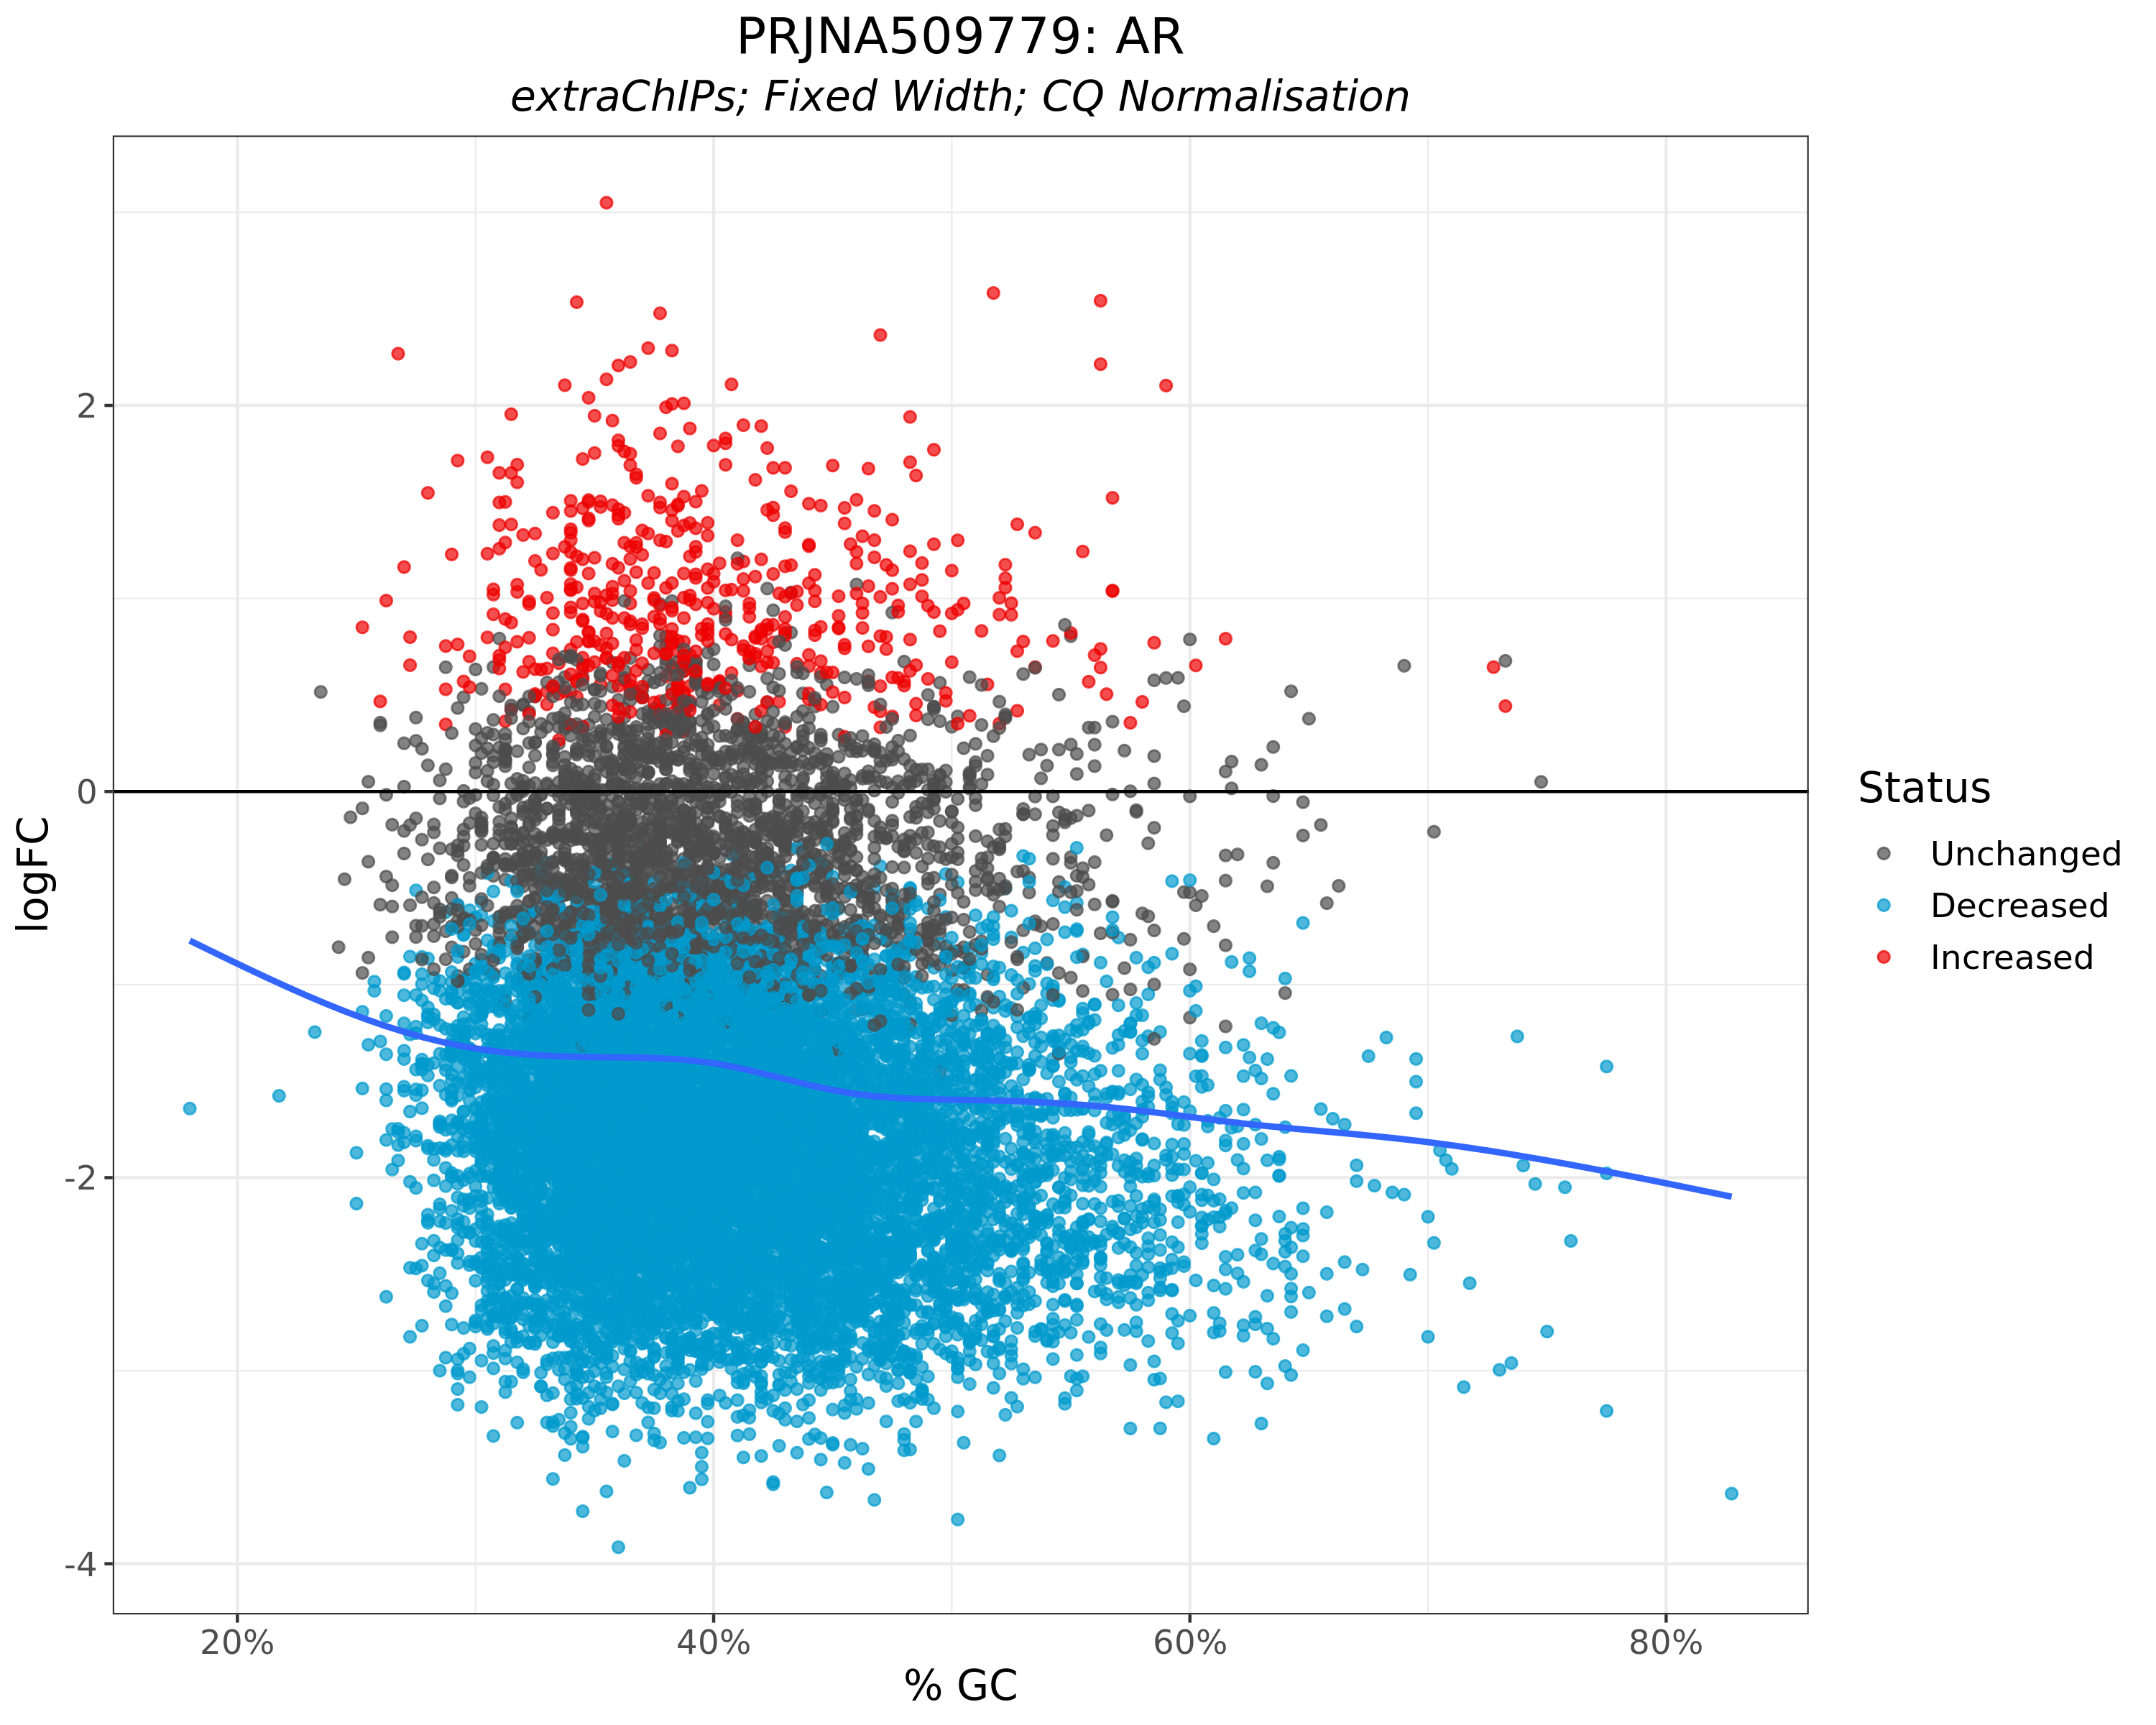 PRJNA509779: AR
extraChIPs; Fixed Width; CQ Normalisation
2
0
-2
-4
logFC
20%
40%
60%
80%
% GC
Status
Unchanged
Decreased
Increased